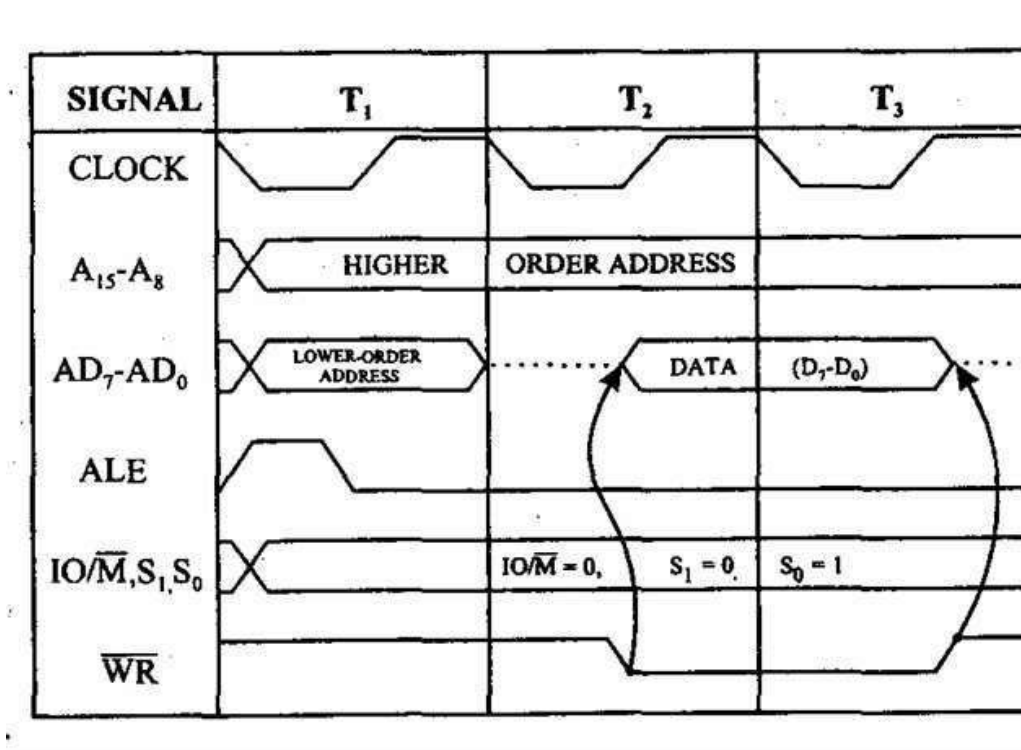 SIGNAL T₁ T₂ T₃
CLOCK
A₁₅-A₈ HIGHER ORDER ADDRESS
AD₇-AD₀ LOWER-ORDER ADDRESS DATA (D₇-D₀)
ALE
IO/M̅,S₁,S₀ IO/M̅ = 0, S₁ = 0. S₀ = 1
W̅R̅